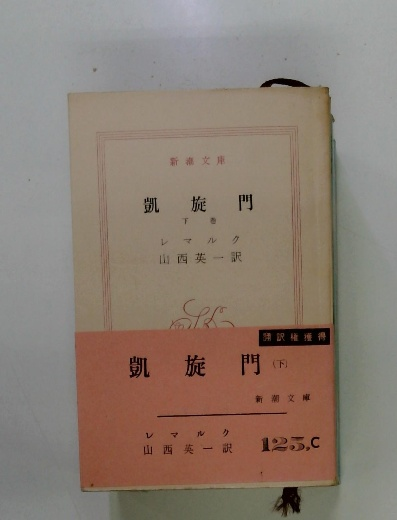 新潮文庫
凱旋門
下巻
レマルク
山西英一訳
飜訳権獲得
凱旋門 (下)
新潮文庫
レマルク
山西英一訳
123.C